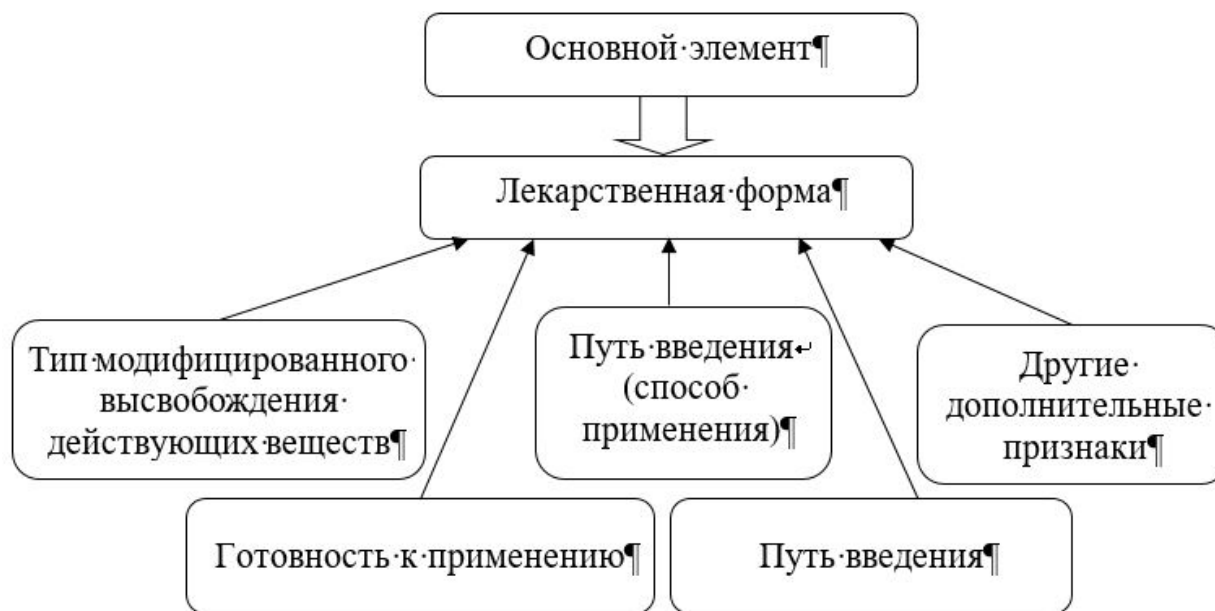 Основной·элемент¶
Лекарственная·форма¶
Тип·модифицированного·
высвобождения·
действующих·веществ¶
Путь·введения↵
(способ·
применения)¶
Другие·
дополнительные·
признаки¶
Готовность·к·применению¶
Путь·введения¶